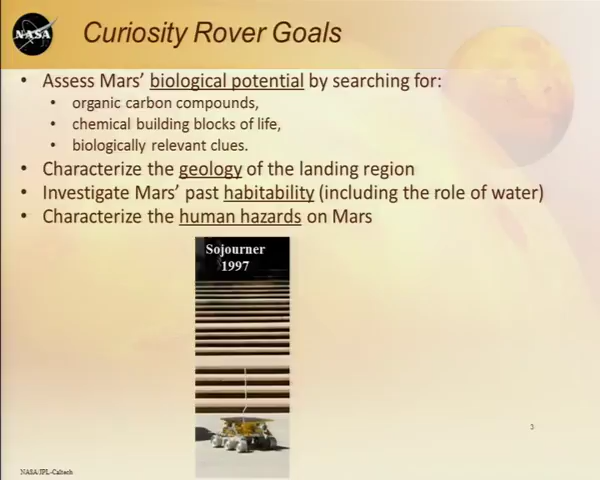 NASA
Curiosity Rover Goals
• Assess Mars’ biological potential by searching for:
• organic carbon compounds,
• chemical building blocks of life,
• biologically relevant clues.
• Characterize the geology of the landing region
• Investigate Mars’ past habitability (including the role of water)
• Characterize the human hazards on Mars
Sojourner
1997
3
NASA/JPL-Caltech